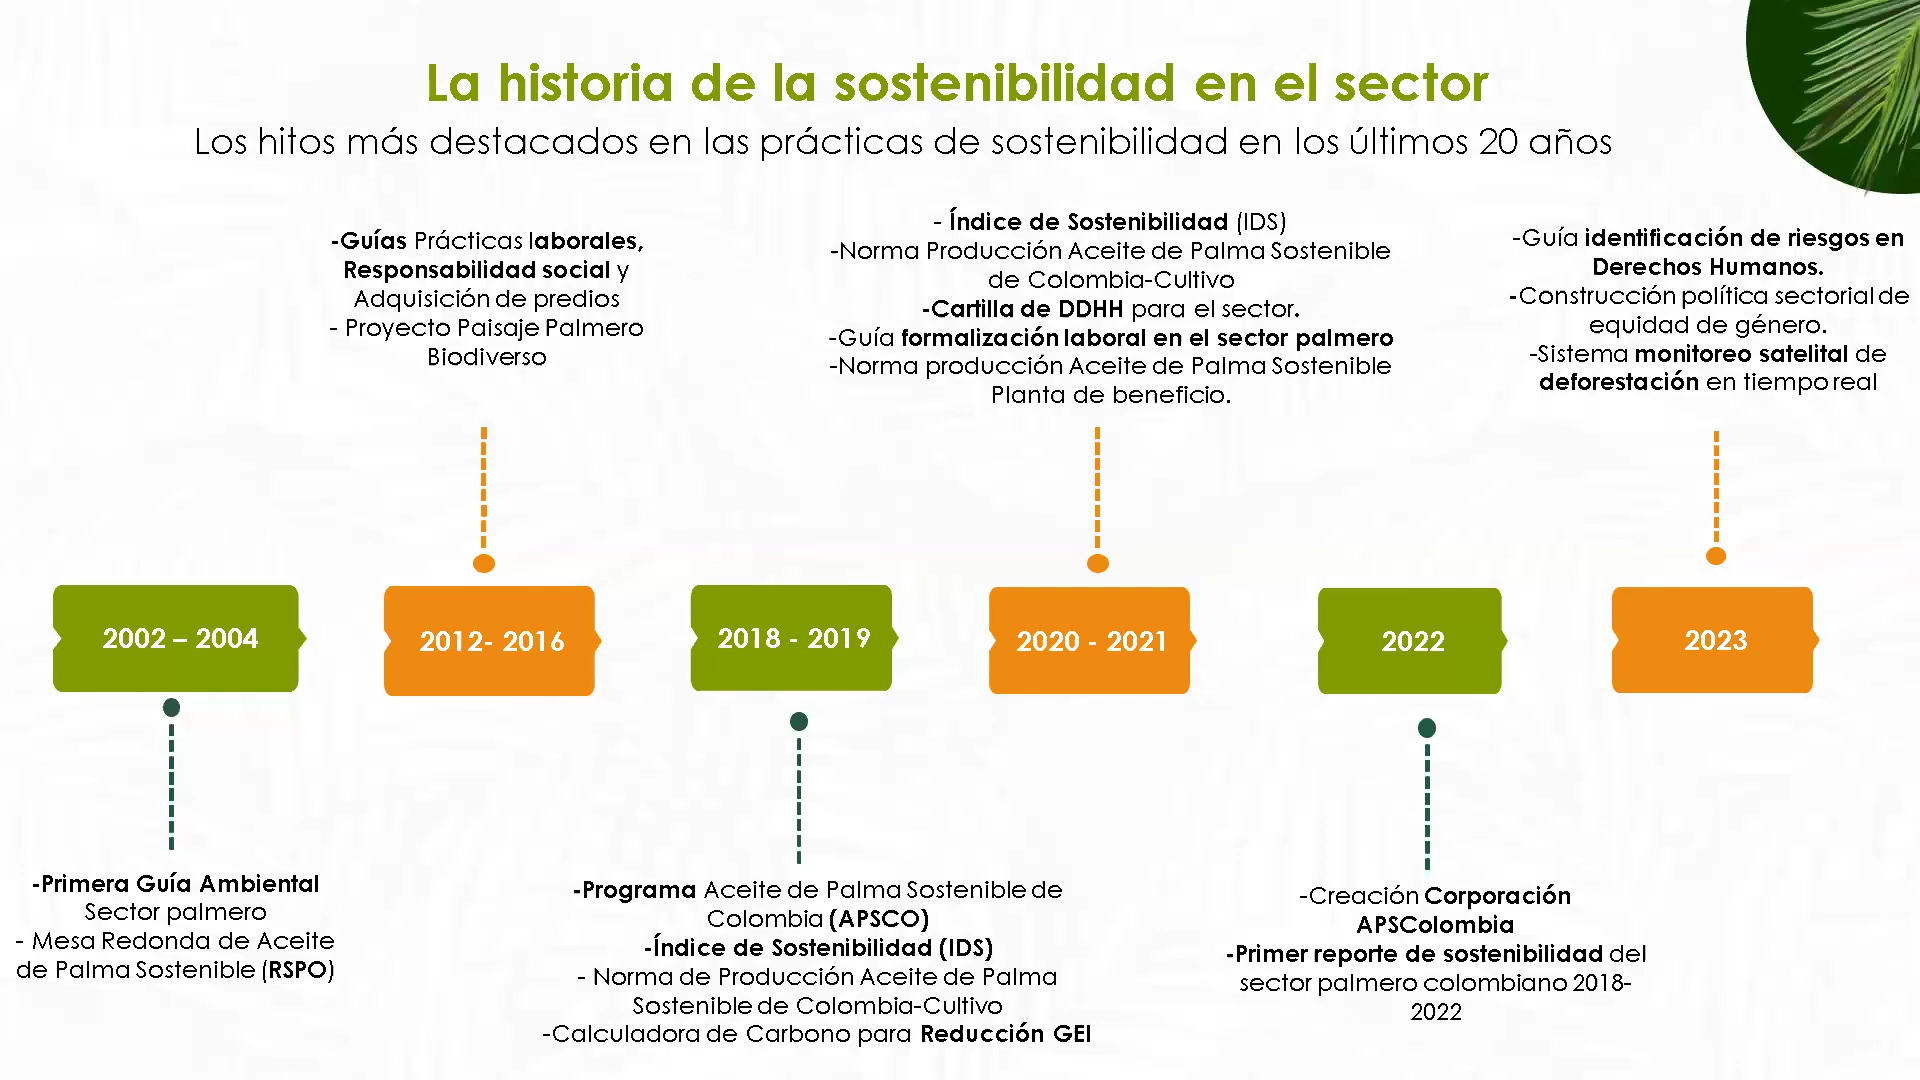 La historia de la sostenibilidad en el sector
Los hitos más destacados en las prácticas de sostenibilidad en los últimos 20 años
-Guías Prácticas laborales,
Responsabilidad social y
Adquisición de predios
- Proyecto Paisaje Palmero
Biodiverso
- Índice de Sostenibilidad (IDS)
-Norma Producción Aceite de Palma Sostenible
de Colombia-Cultivo
-Cartilla de DDHH para el sector.
-Guía formalización laboral en el sector palmero
-Norma producción Aceite de Palma Sostenible
Planta de beneficio.
-Guía identificación de riesgos en
Derechos Humanos.
-Construcción política sectorial de
equidad de género.
-Sistema monitoreo satelital de
deforestación en tiempo real
2002 – 2004
2012- 2016
2018 - 2019
2020 - 2021
2022
2023
-Primera Guía Ambiental
Sector palmero
- Mesa Redonda de Aceite
de Palma Sostenible (RSPO)
-Programa Aceite de Palma Sostenible de
Colombia (APSCO)
-Índice de Sostenibilidad (IDS)
- Norma de Producción Aceite de Palma
Sostenible de Colombia-Cultivo
-Calculadora de Carbono para Reducción GEI
-Creación Corporación
APSColombia
-Primer reporte de sostenibilidad del
sector palmero colombiano 2018-
2022